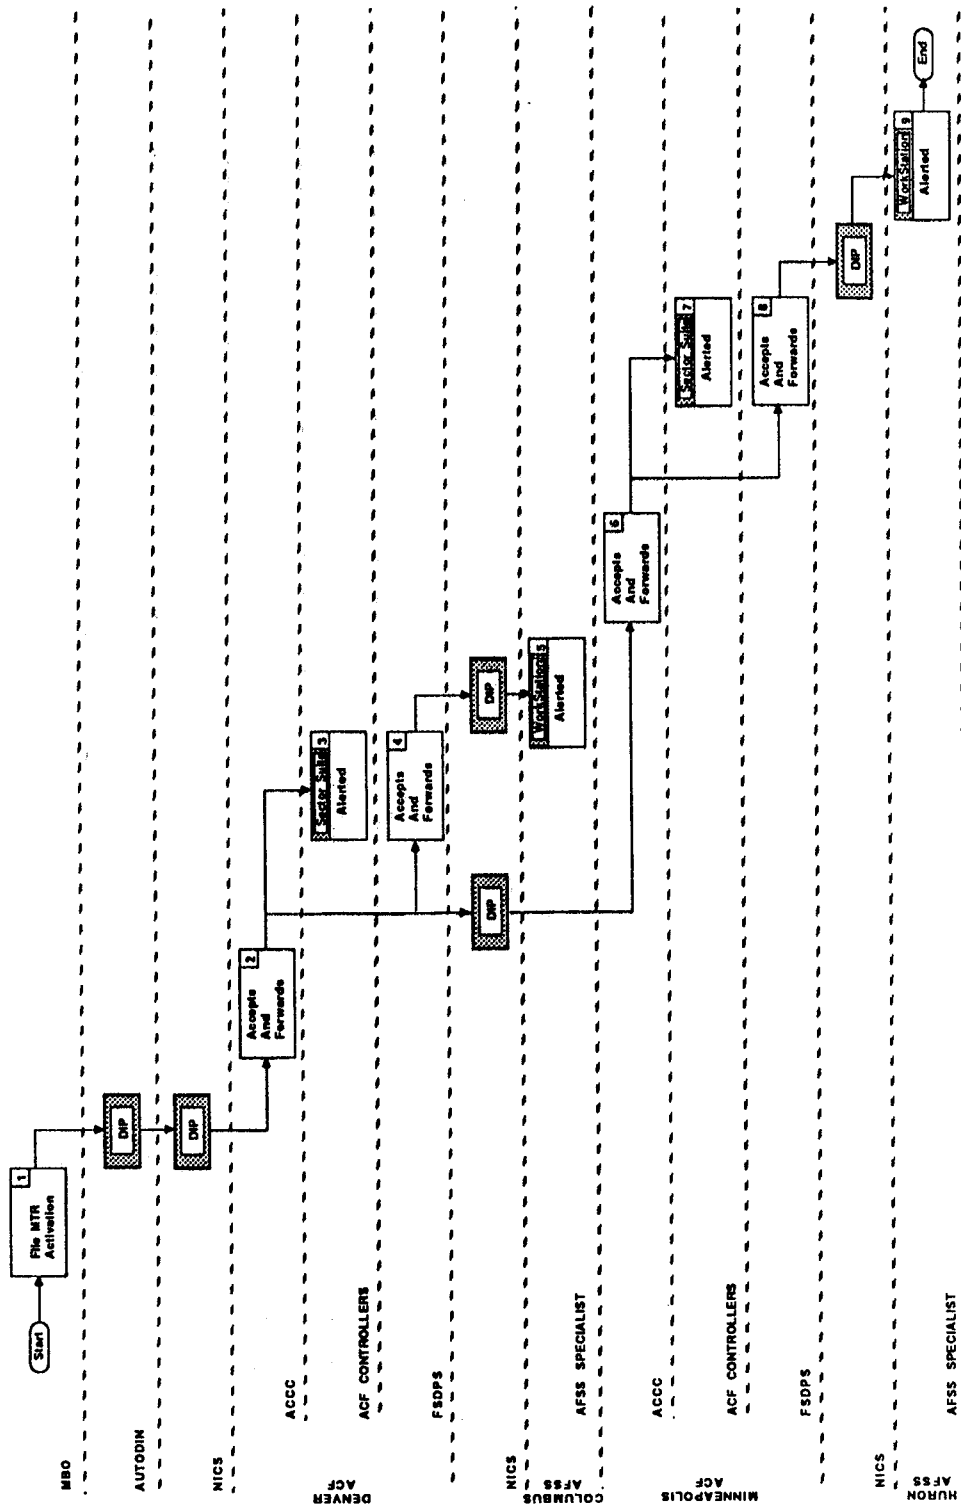 MBO
Start
1
File MTR
Activation
AUTODIN
DIP
NICS
DIP
DENVER
ACF
ACCC
2
Accepts
And
Forwards
ACF CONTROLLERS
Sector Suite 3
Alerted
FSDPS
4
Accepts
And
Forwards
NICS
DIP
DIP
COLUMBUS
AFSS
AFSS SPECIALIST
WorkStation 5
Alerted
MINNEAPOLIS
ACF
ACCC
6
Accepts
And
Forwards
ACF CONTROLLERS
Sector Suite 7
Alerted
FSDPS
8
Accepts
And
Forwards
NICS
DIP
HURON
AFSS
AFSS SPECIALIST
WorkStation 9
Alerted
End